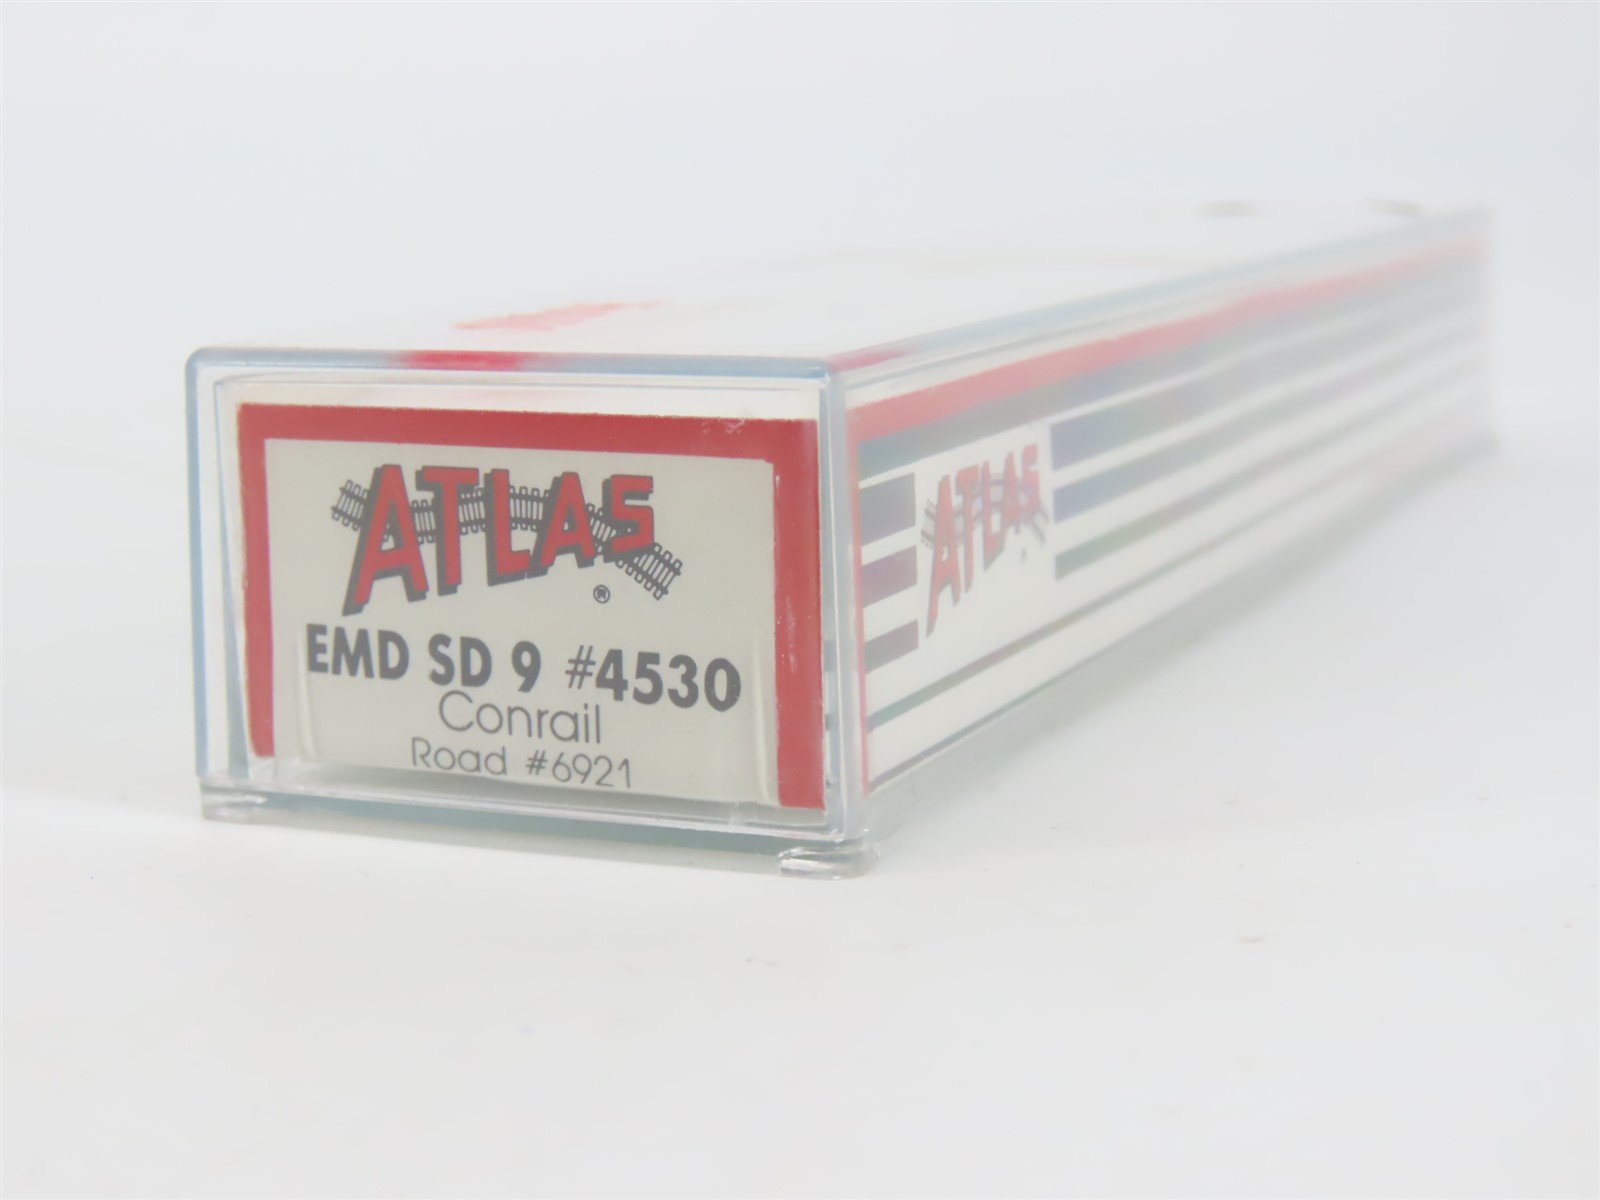 ATLAS
®
EMD SD 9 #4530
Conrail
Road #6921
ATLAS